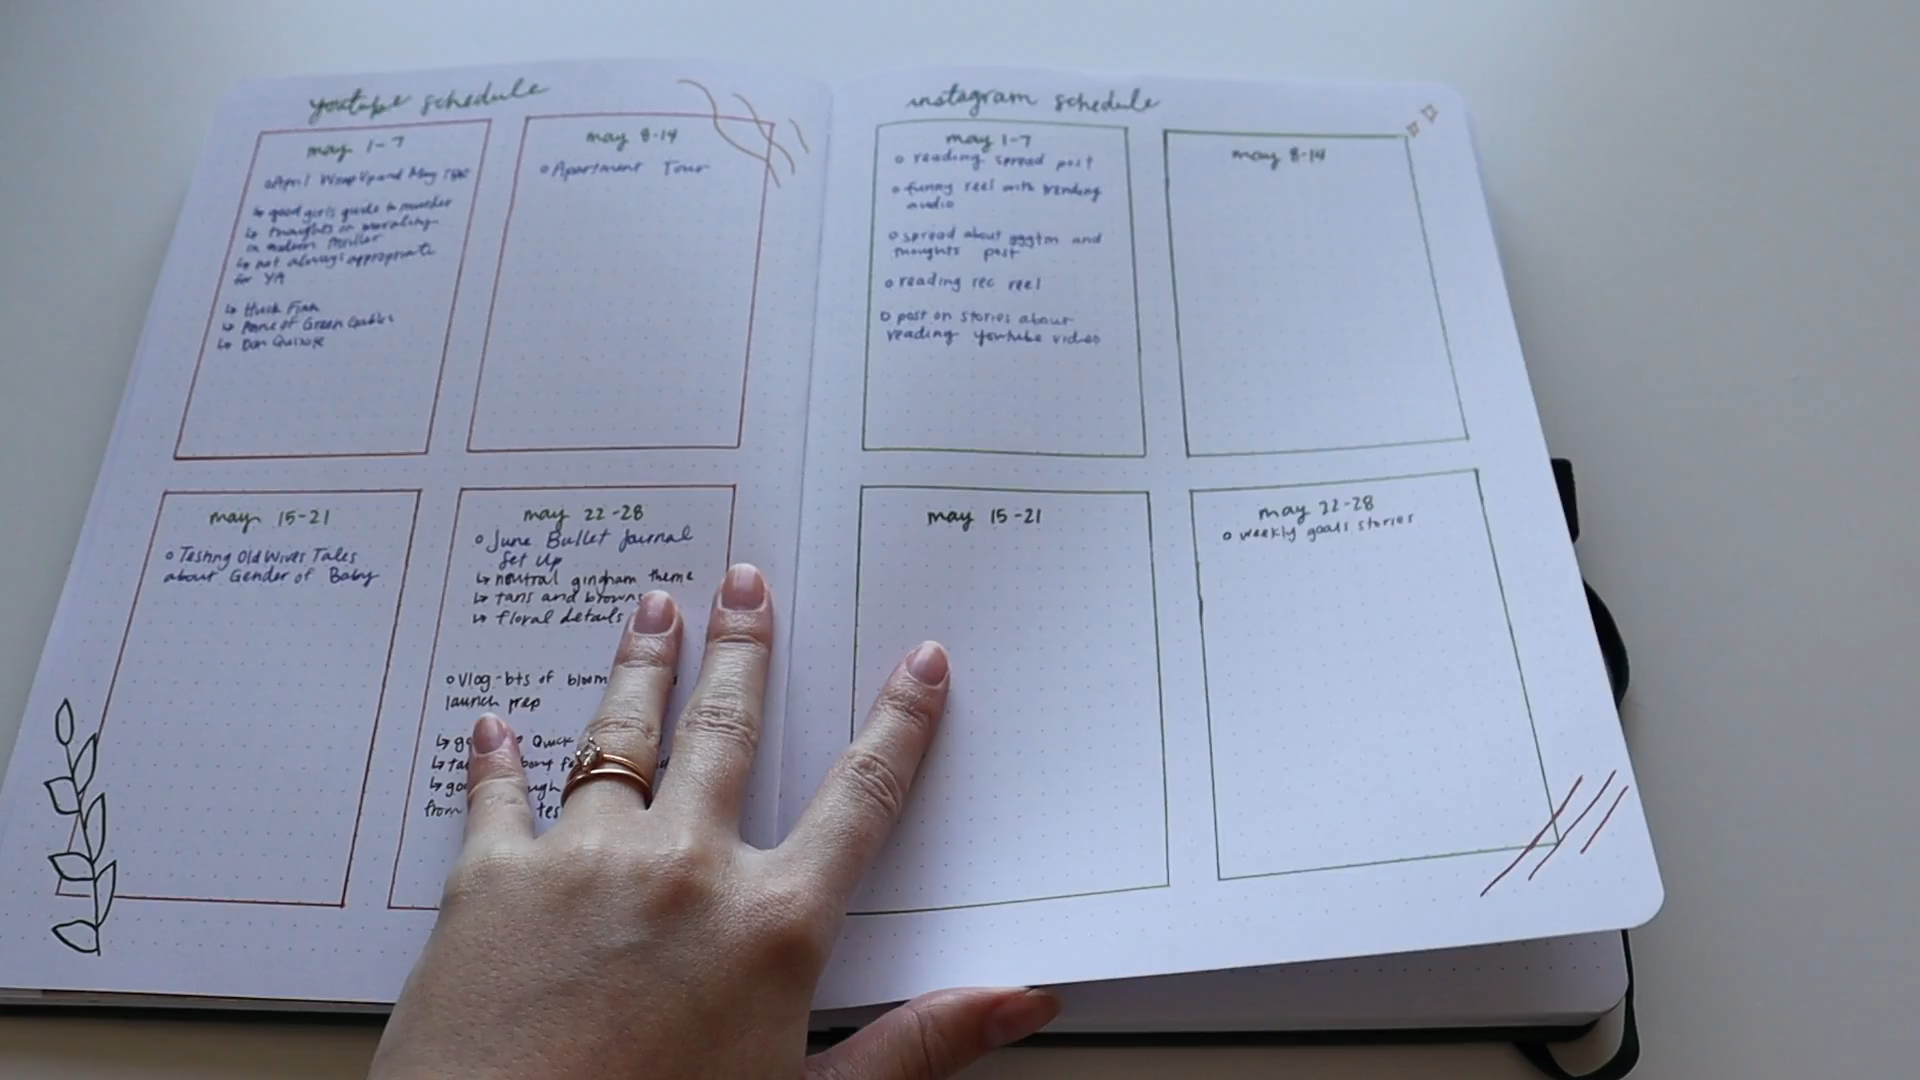 youtube schedule
may 1-7
April Wrap Up and May TBR
↳ good girls guide to murder
↳ thoughts on morality
in modern thriller
↳ not always appropriate
for YA
↳ Huck Finn
↳ Anne of Green Gables
↳ Don Quixote
may 8-14
Apartment Tour
may 15-21
Testing Old Wives Tales
about Gender of Baby
may 22-28
June Bullet Journal
Set Up
↳ neutral gingham theme
↳ tans and browns
↳ floral details
Vlog-bts of bloom
launch prep
↳ Quick
↳
↳
from
instagram schedule
may 1-7
reading spread post
funny reel with trending
audio
spread about gggtm and
thoughts post
reading rec reel
post on stories about
reading youtube video
may 8-14
may 15-21
may 22-28
weekly goals stories